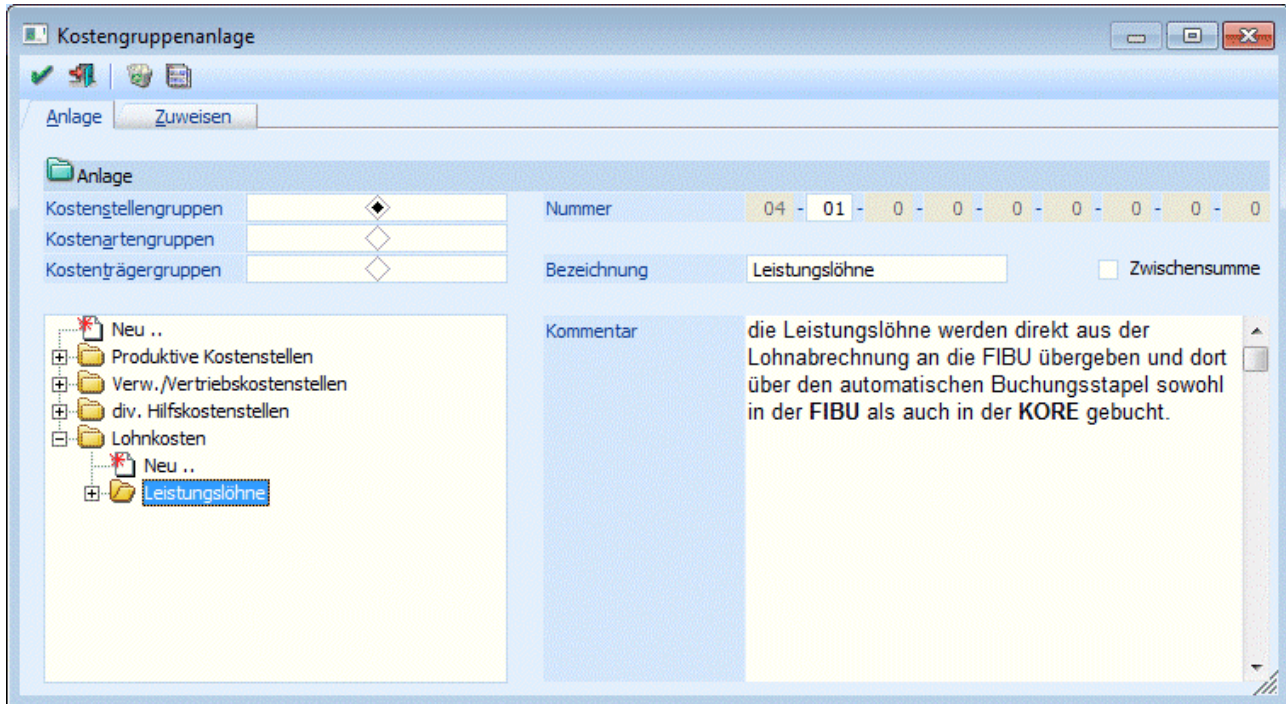 Kostengruppenanlage
Anlage Zuweisen
Anlage
Kostenstellengruppen
Kostenartengruppen
Kostenträgergruppen
Nummer 04 - 01 - 0 - 0 - 0 - 0 - 0 - 0 - 0
Bezeichnung Leistungslöhne Zwischensumme
Neu ..
Produktive Kostenstellen
Verw./Vertriebskostenstellen
div. Hilfskostenstellen
Lohnkosten
Neu ..
Leistungslöhne
Kommentar
die Leistungslöhne werden direkt aus der
Lohnabrechnung an die FIBU übergeben und dort
über den automatischen Buchungsstapel sowohl
in der FIBU als auch in der KORE gebucht.